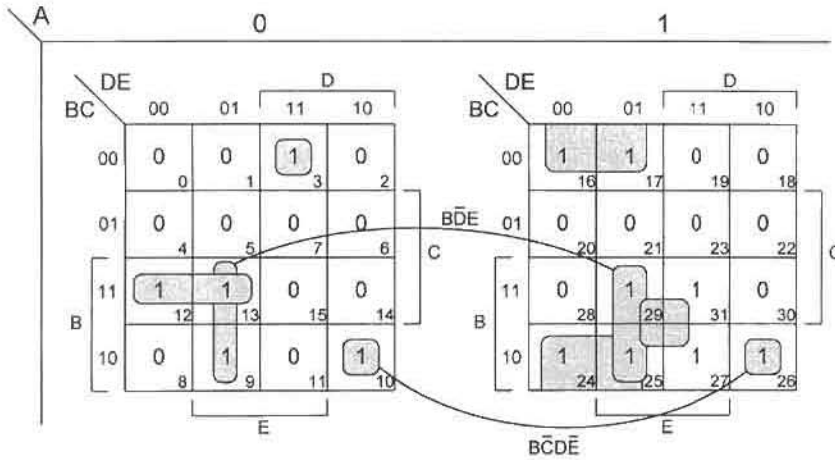 A
0 1
DE D DE D
BC 00 01 11 10 BC 00 01 11 10
00 0 0 1 0 00 1 1 0 0
0 1 3 2 16 17 19 18
01 0 0 0 0 01 0 0 0 0
4 5 7 6 20 21 23 22
BD̅E
C C
11 1 1 0 0 11 0 1 1 0
12 13 15 14 28 29 31 30
B B
10 0 1 0 1 10 1 1 1 1
8 9 11 10 24 25 27 26
E E
BC̅DE̅